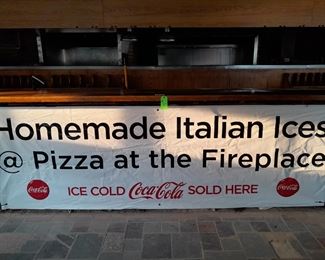 Homemade Italian Ices
@ Pizza at the Fireplace
Coca-Cola ICE COLD Coca-Cola SOLD HERE Coca-Cola